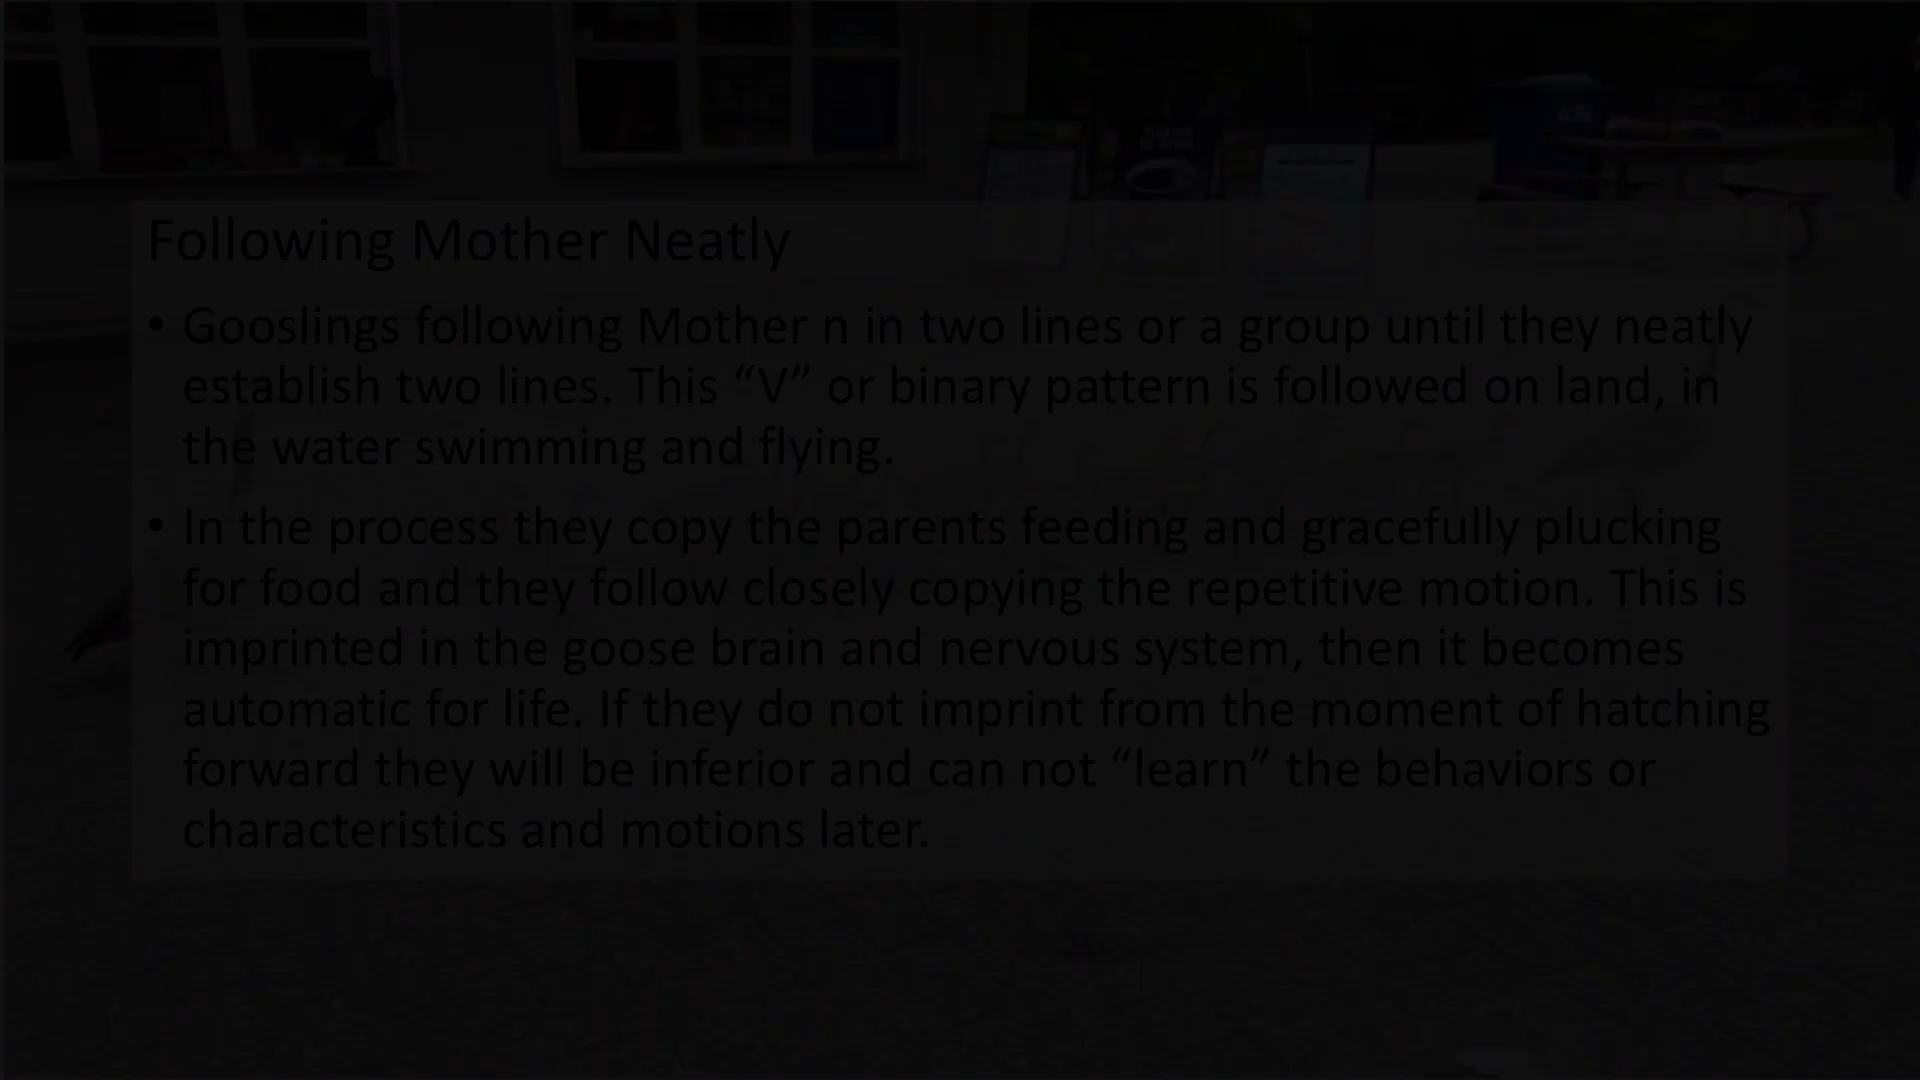 Following Mother Neatly
• Gooslings following Mother n in two lines or a group until they neatly
establish two lines. This “V” or binary pattern is followed on land, in
the water swimming and flying.
• In the process they copy the parents feeding and gracefully plucking
for food and they follow closely copying the repetitive motion. This is
imprinted in the goose brain and nervous system, then it becomes
automatic for life. If they do not imprint from the moment of hatching
forward they will be inferior and can not “learn” the behaviors or
characteristics and motions later.